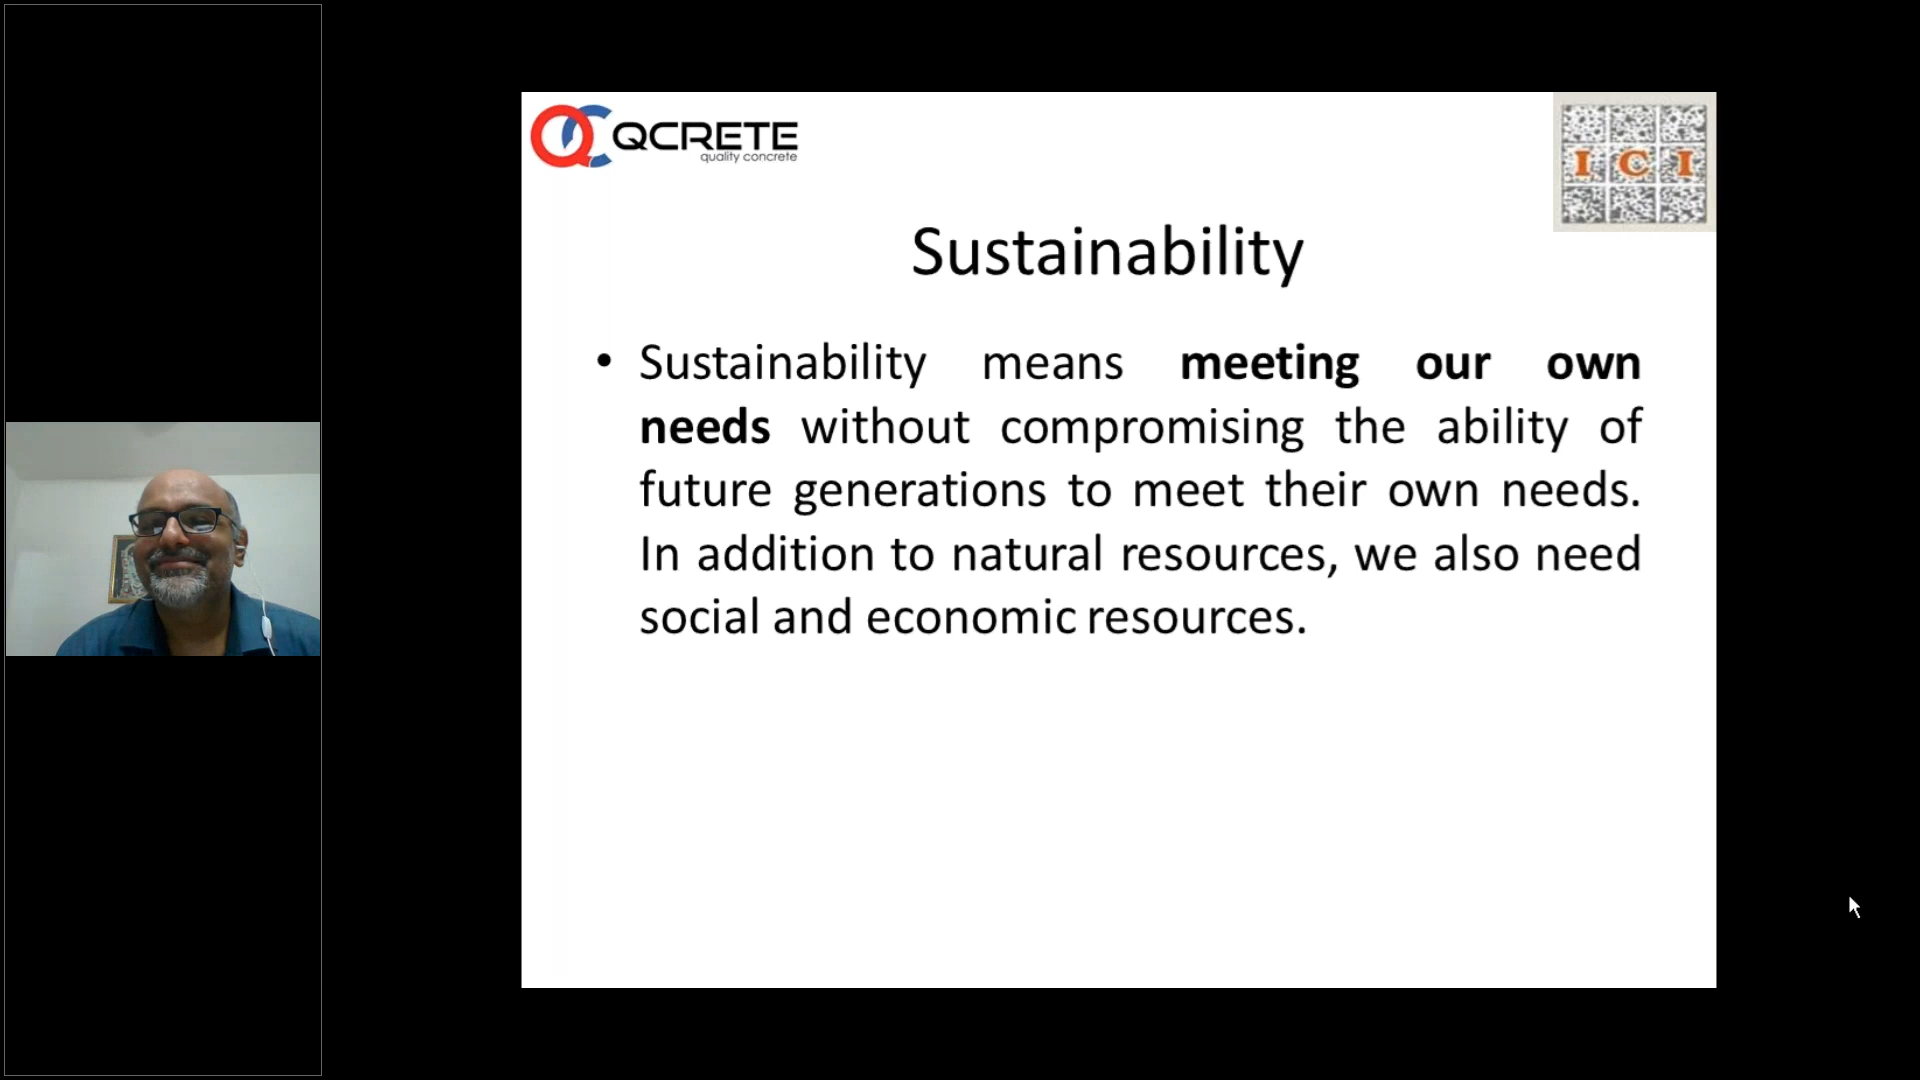 QCRETE
quality concrete
I C I
Sustainability
• Sustainability means meeting our own
needs without compromising the ability of
future generations to meet their own needs.
In addition to natural resources, we also need
social and economic resources.